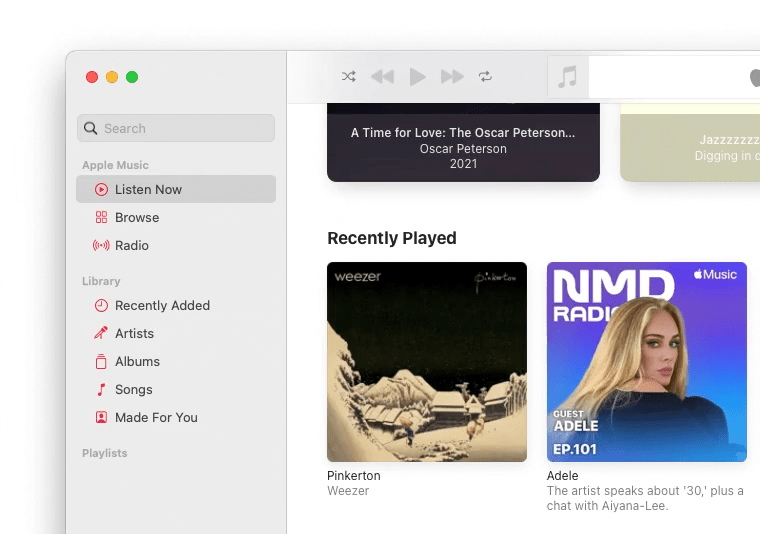 Search
Apple Music
Listen Now
Browse
Radio
Library
Recently Added
Artists
Albums
Songs
Made For You
Playlists
A Time for Love: The Oscar Peterson...
Oscar Peterson
2021
Jazzzzzzz
Digging in
Recently Played
weezer
Pinkerton
Pinkerton
Weezer
NMD
RADIO
Music
GUEST
ADELE
EP.101
Adele
The artist speaks about '30,' plus a
chat with Aiyana-Lee.